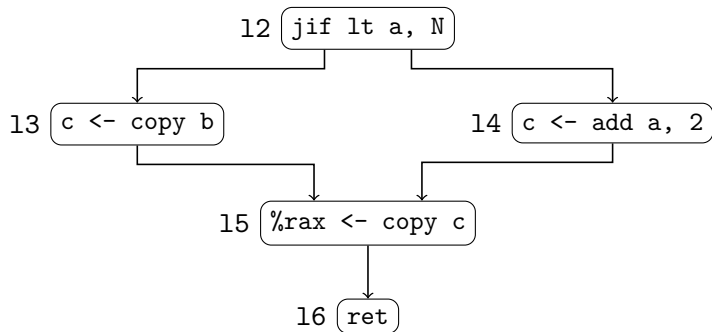 l2 jif lt a, N
l3 c <- copy b
l4 c <- add a, 2
l5 %rax <- copy c
l6 ret